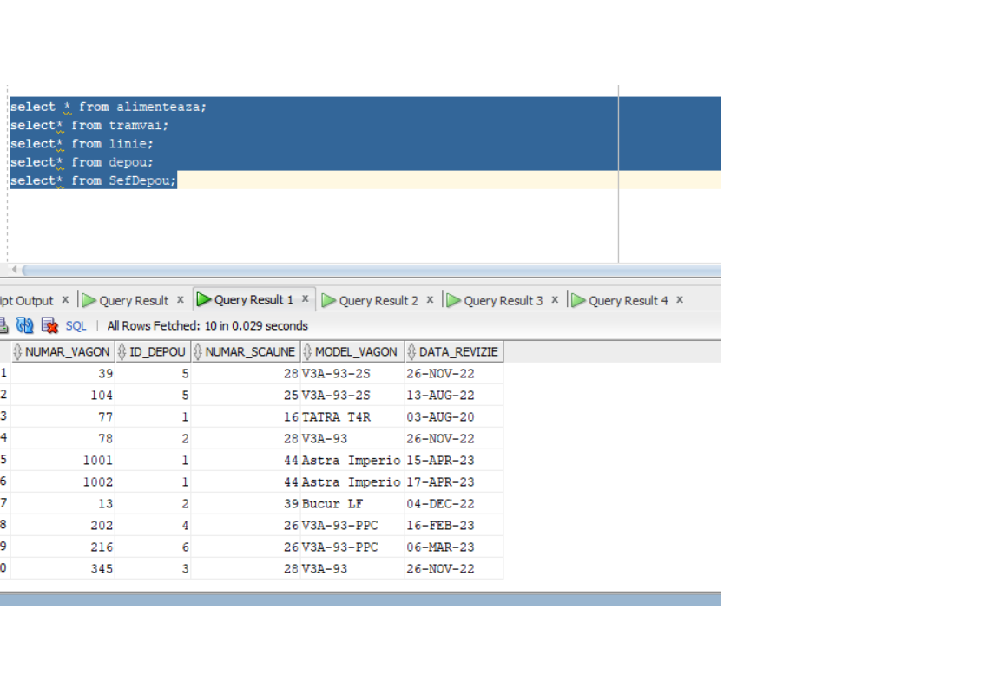 select * from alimenteaza;
select* from tramvai;
select* from linie;
select* from depou;
select* from SefDepou;
ipt Output x Query Result x Query Result 1 x Query Result 2 x Query Result 3 x Query Result 4 x
SQL | All Rows Fetched: 10 in 0.029 seconds
NUMAR_VAGON ID_DEPOU NUMAR_SCAUNE MODEL_VAGON DATA_REVIZIE
1 39 5 28 V3A-93-2S 26-NOV-22
2 104 5 25 V3A-93-2S 13-AUG-22
3 77 1 16 TATRA T4R 03-AUG-20
4 78 2 28 V3A-93 26-NOV-22
5 1001 1 44 Astra Imperio 15-APR-23
6 1002 1 44 Astra Imperio 17-APR-23
7 13 2 39 Bucur LF 04-DEC-22
8 202 4 26 V3A-93-PPC 16-FEB-23
9 216 6 26 V3A-93-PPC 06-MAR-23
0 345 3 28 V3A-93 26-NOV-22